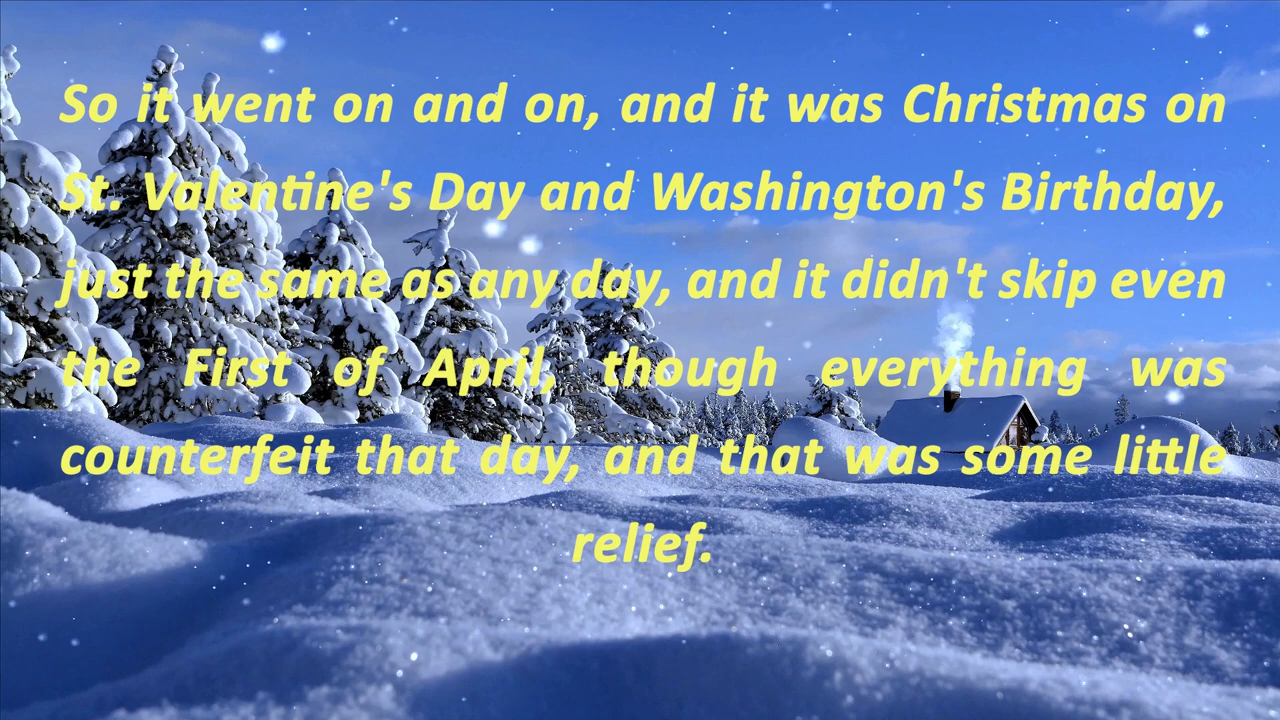 So it went on and on, and it was Christmas on
St. Valentine's Day and Washington's Birthday,
just the same as any day, and it didn't skip even
the First of April, though everything was
counterfeit that day, and that was some little
relief.